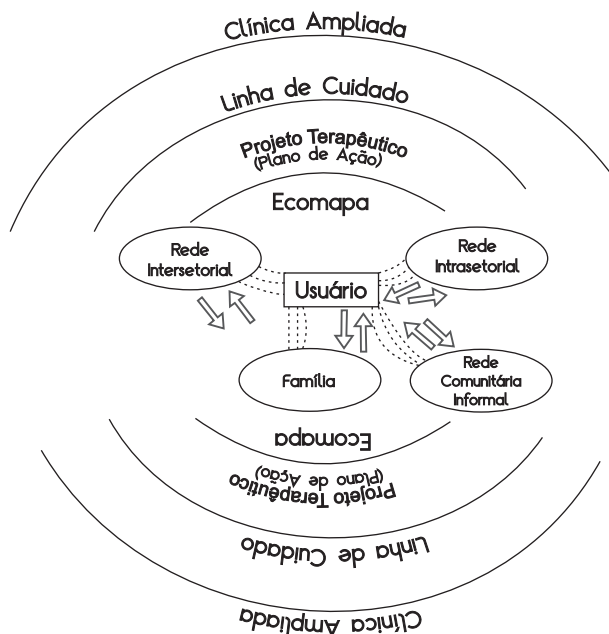 Clínica Ampliada
Linha de Cuidado
Projeto Terapêutico
(Plano de Ação)
Ecomapa
Rede
Intersetorial
Rede
Intrasetorial
Usuário
Família
Rede
Comunitária
Informal
Ecomapa
(Plano de Ação)
Projeto Terapêutico
Linha de Cuidado
Clínica Ampliada